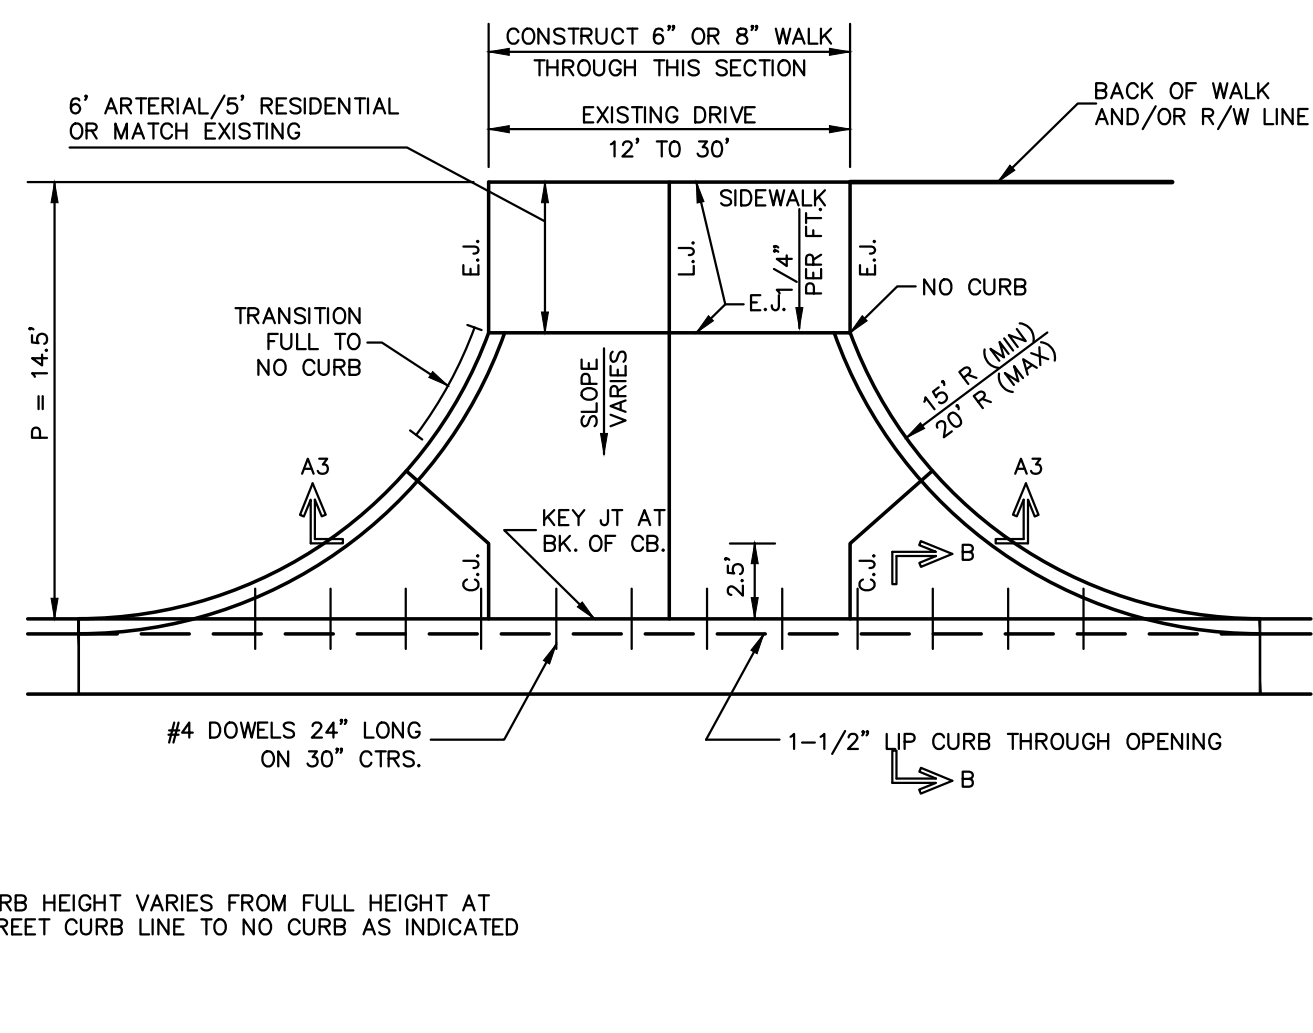 CONSTRUCT 6" OR 8" WALK
THROUGH THIS SECTION
6' ARTERIAL/5' RESIDENTIAL
OR MATCH EXISTING
EXISTING DRIVE
12' TO 30'
BACK OF WALK
AND/OR R/W LINE
SIDEWALK
E.J.
L.J.
1/4"
PER FT.
E.J.
E.J.
NO CURB
TRANSITION
FULL TO
NO CURB
P = 14.5'
SLOPE
VARIES
15' R (MIN)
20' R (MAX)
A3
A3
KEY JT AT
BK. OF CB.
C.J.
2.5'
C.J.
B
#4 DOWELS 24" LONG
ON 30" CTRS.
1-1/2" LIP CURB THROUGH OPENING
B
RB HEIGHT VARIES FROM FULL HEIGHT AT
REET CURB LINE TO NO CURB AS INDICATED